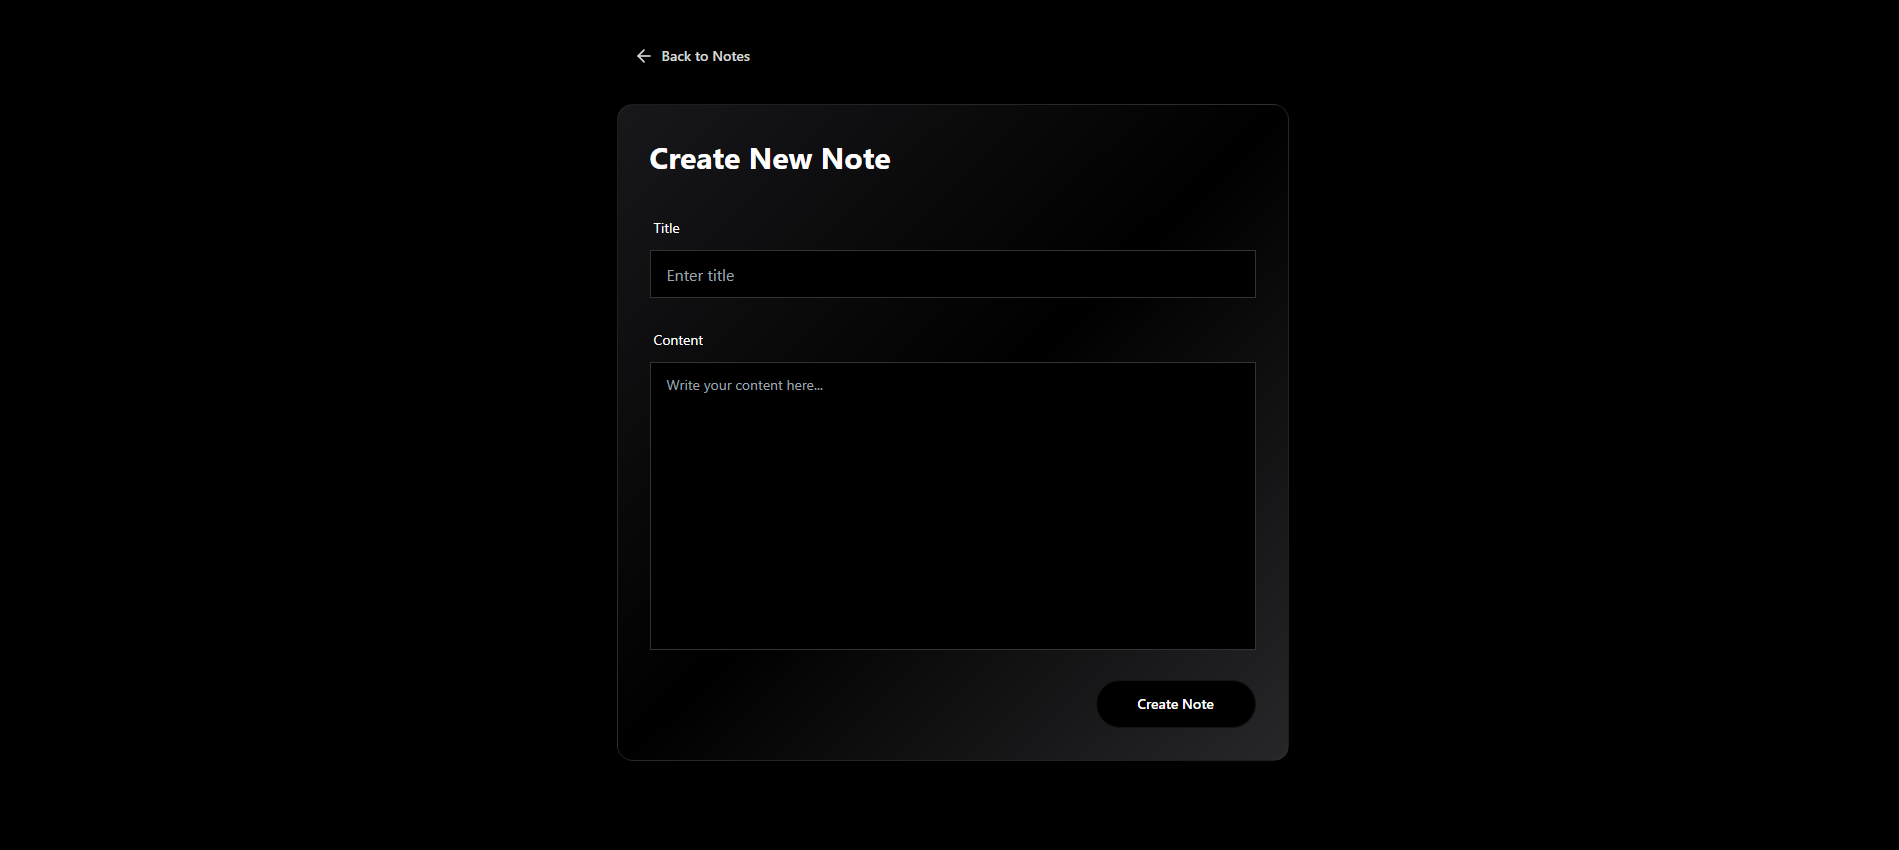 Back to Notes
Create New Note
Title
Enter title
Content
Write your content here...
Create Note